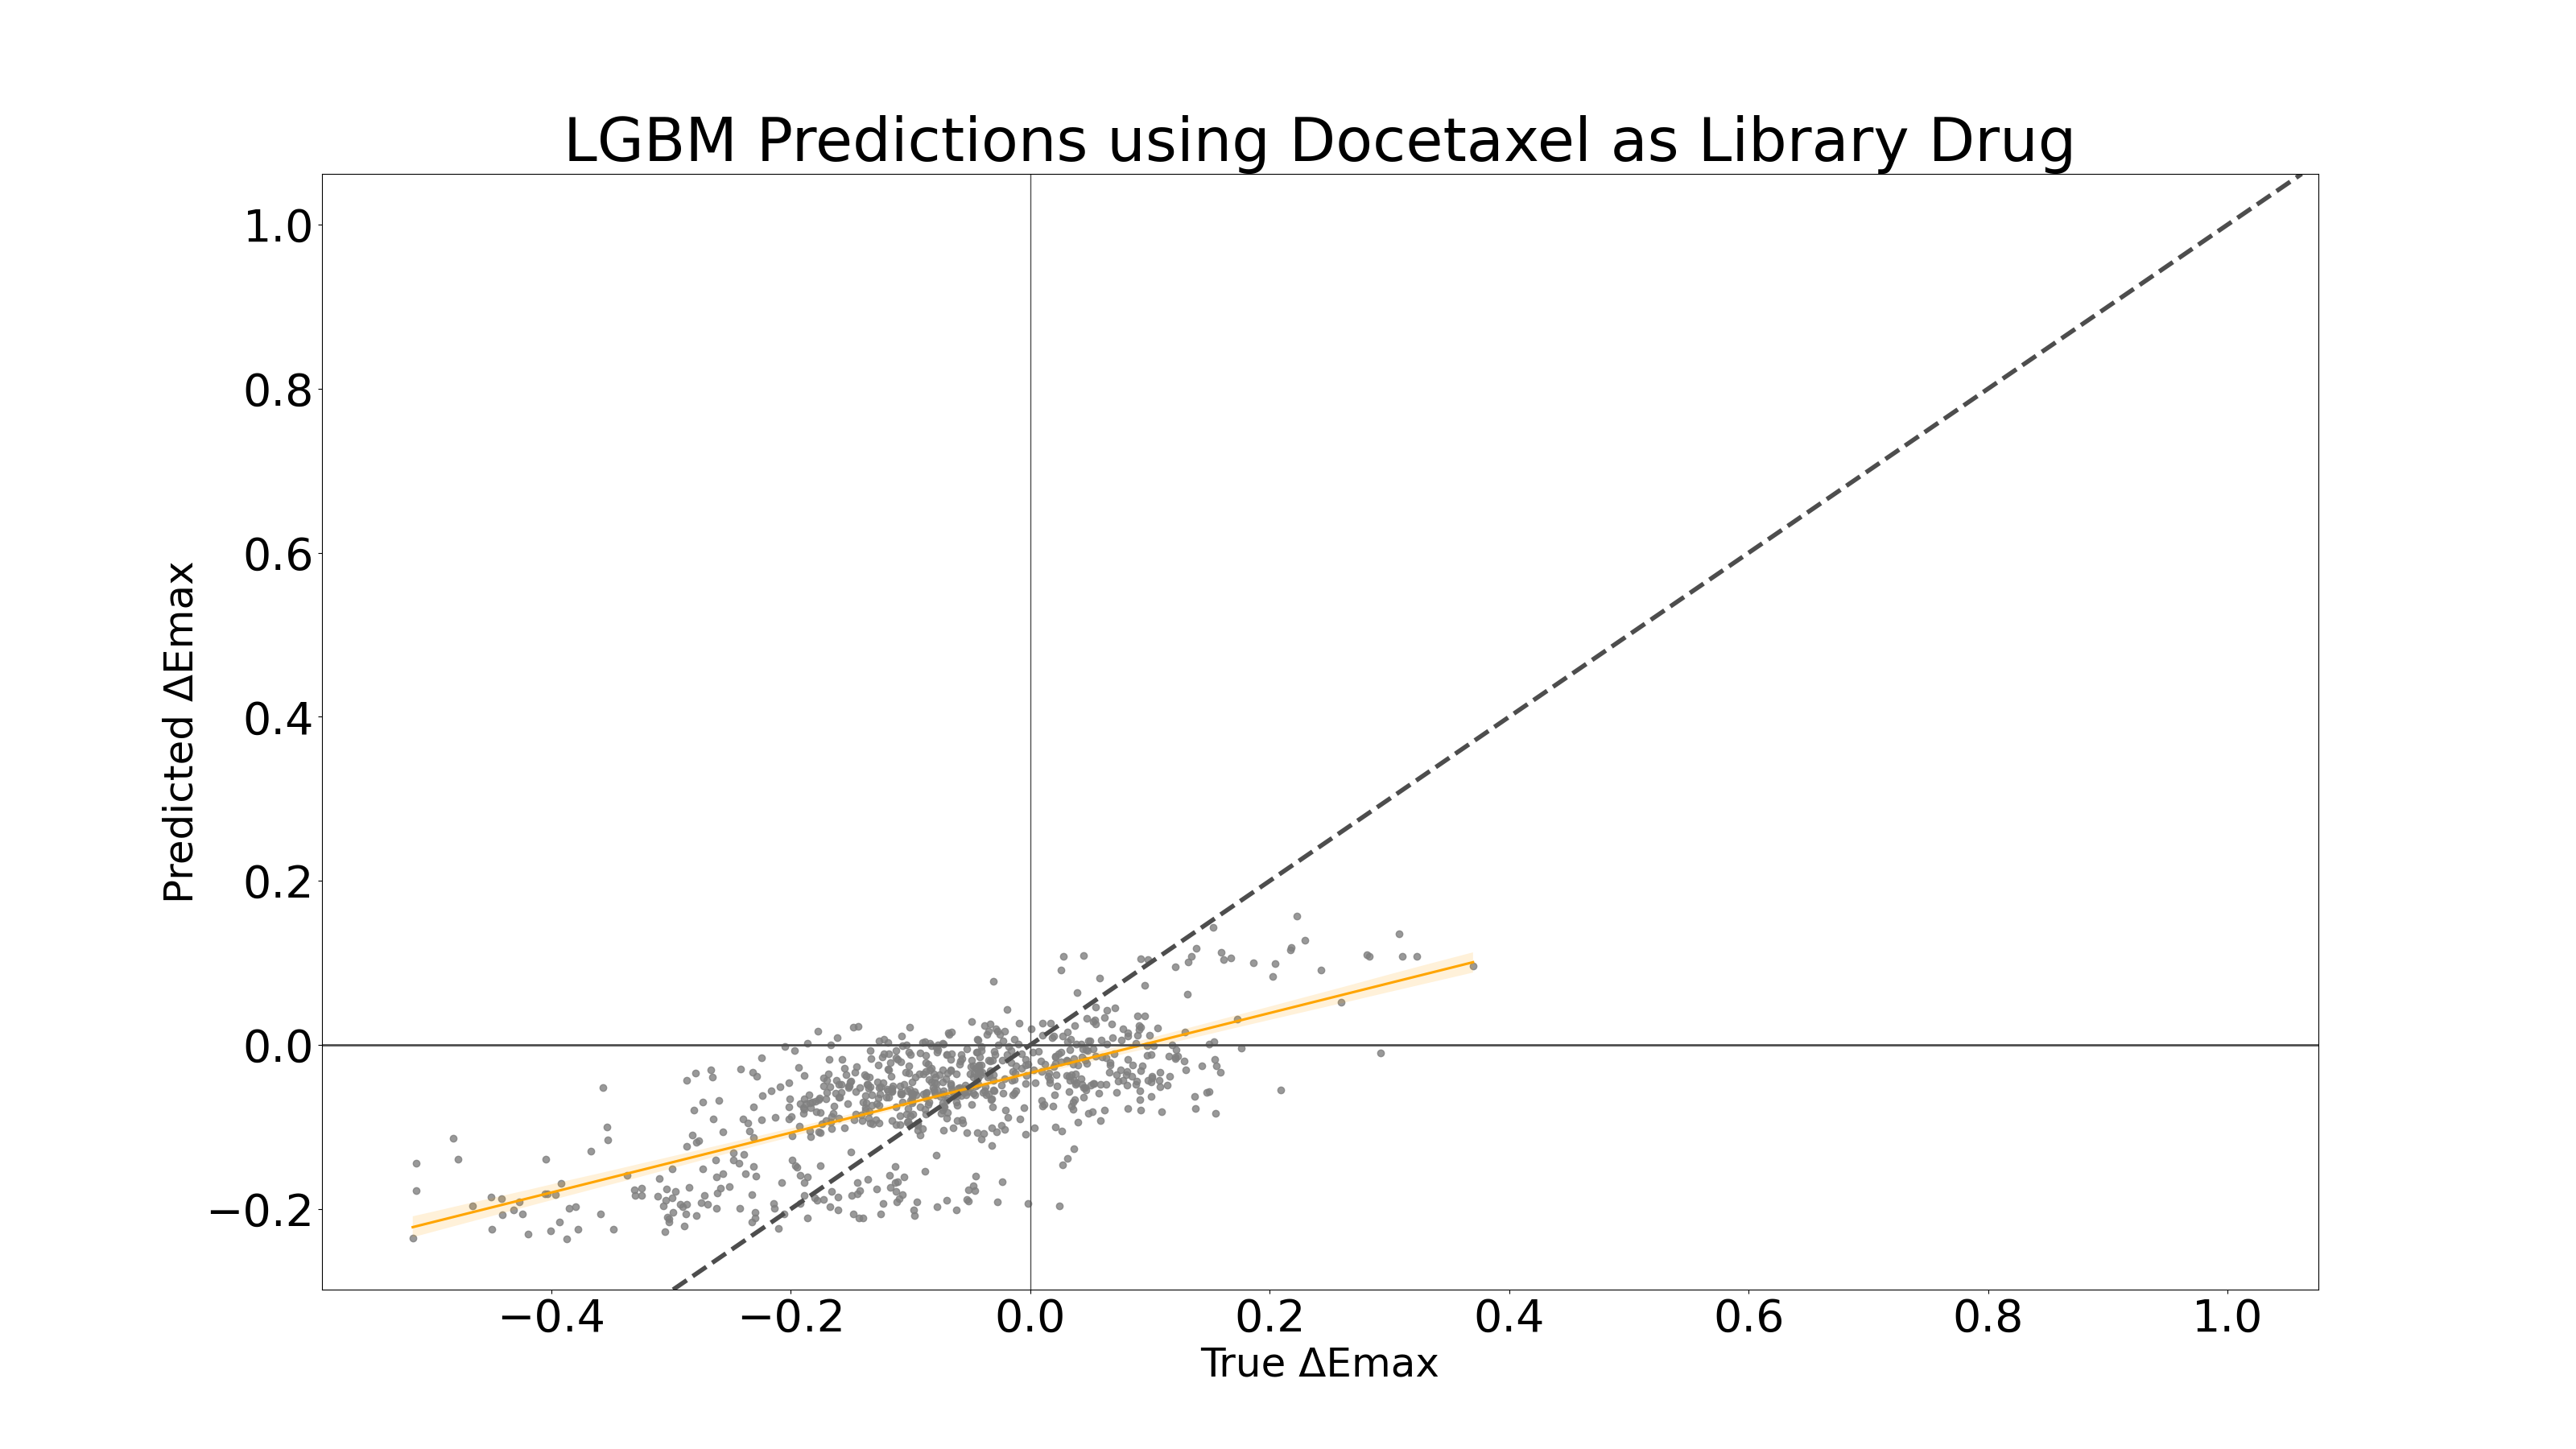 LGBM Predictions using Docetaxel as Library Drug
1.0
0.8
0.6
0.4
0.2
0.0
−0.2
Predicted ΔEmax
−0.4 −0.2 0.0 0.2 0.4 0.6 0.8 1.0
True ΔEmax